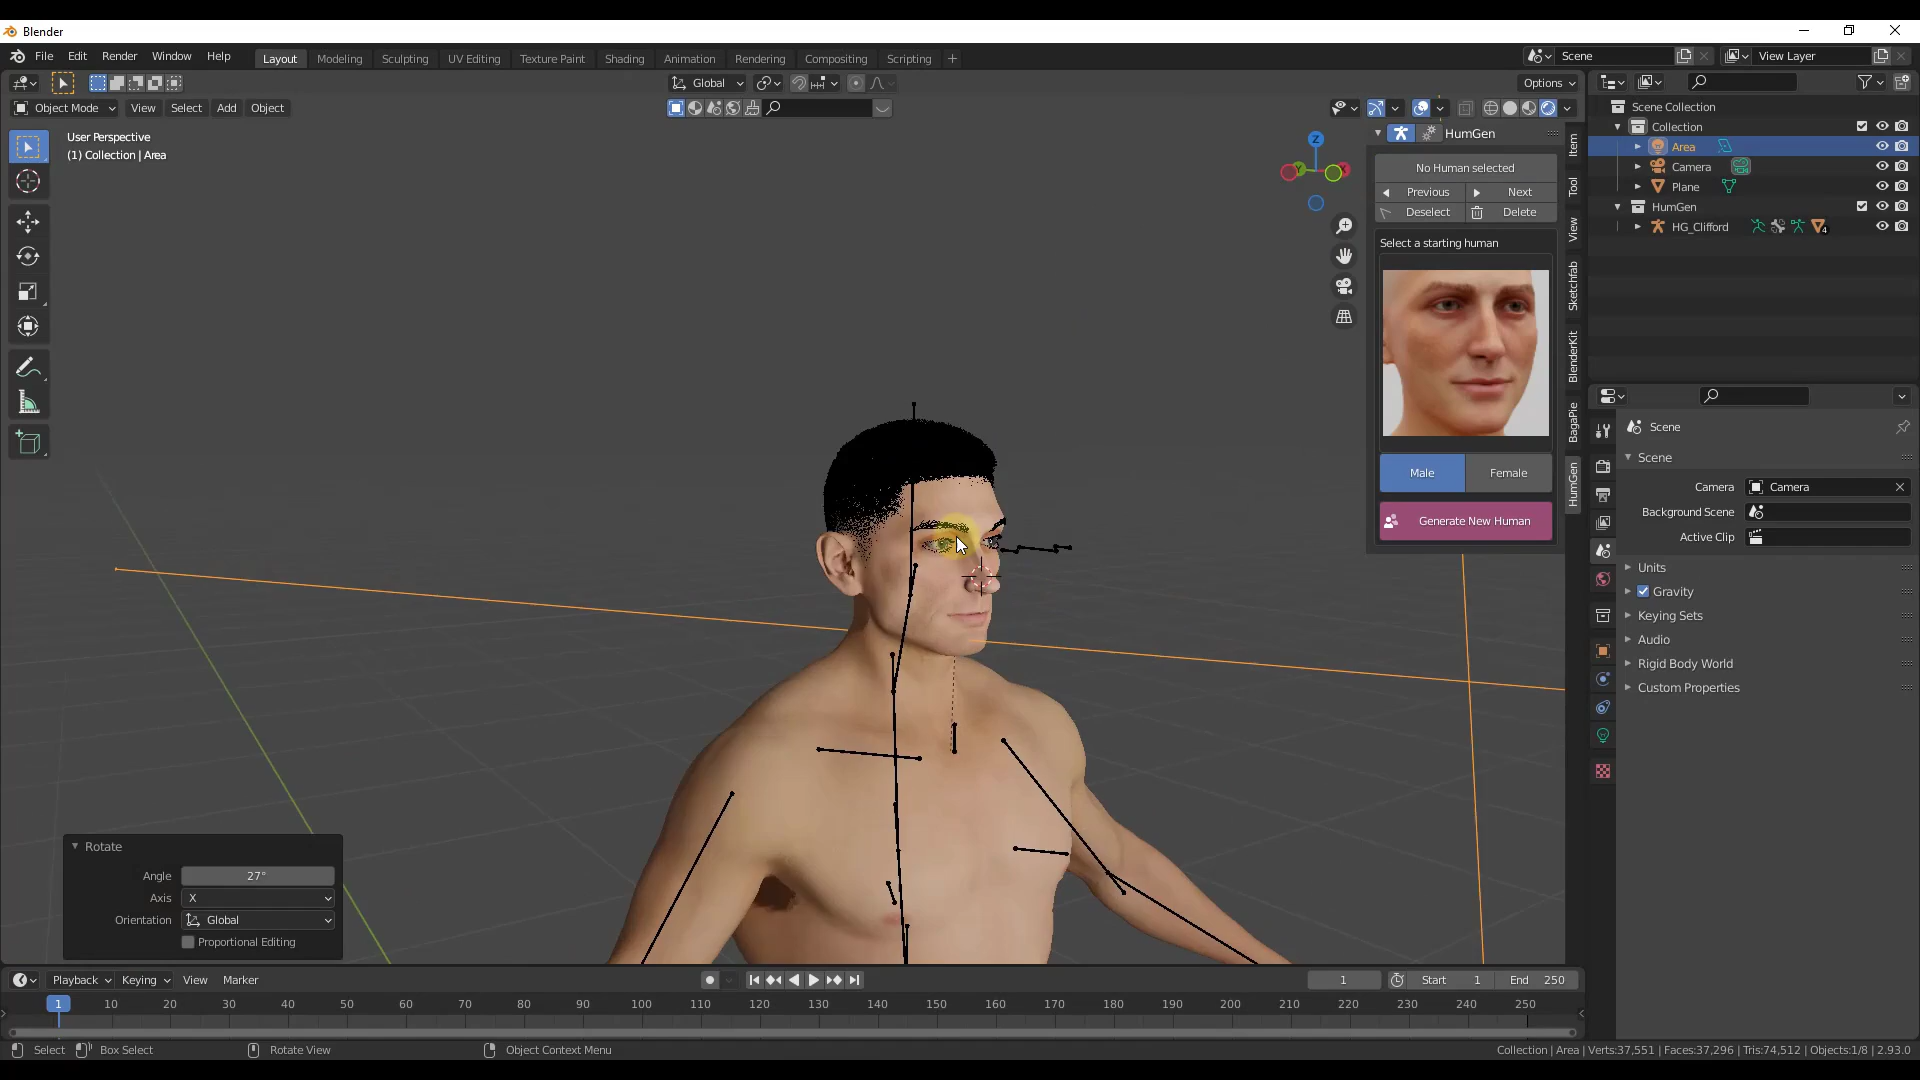 Blender
File Edit Render Window Help Layout Modeling Sculpting UV Editing Texture Paint Shading Animation Rendering Compositing Scripting + Scene View Layer
Global Options
Object Mode View Select Add Object
User Perspective
(1) Collection | Area
Z
HumGen
No Human selected
Previous Next
Deselect Delete
Select a starting human
Male Female
Generate New Human
Item
Tool
View
Sketchfab
BlenderKit
BagaPie
HumGen
Scene Collection
Collection
Area
Camera
Plane
HumGen
HG_Clifford 4
Scene
Scene
Camera Camera
Background Scene
Active Clip
Units
Gravity
Keying Sets
Audio
Rigid Body World
Custom Properties
Rotate
Angle 27°
Axis X
Orientation Global
Proportional Editing
Playback Keying View Marker 1 Start 1 End 250
1 10 20 30 40 50 60 70 80 90 100 110 120 130 140 150 160 170 180 190 200 210 220 230 240 250
Select Box Select Rotate View Object Context Menu Collection | Area | Verts:37,551 | Faces:37,296 | Tris:74,512 | Objects:1/8 | 2.93.0